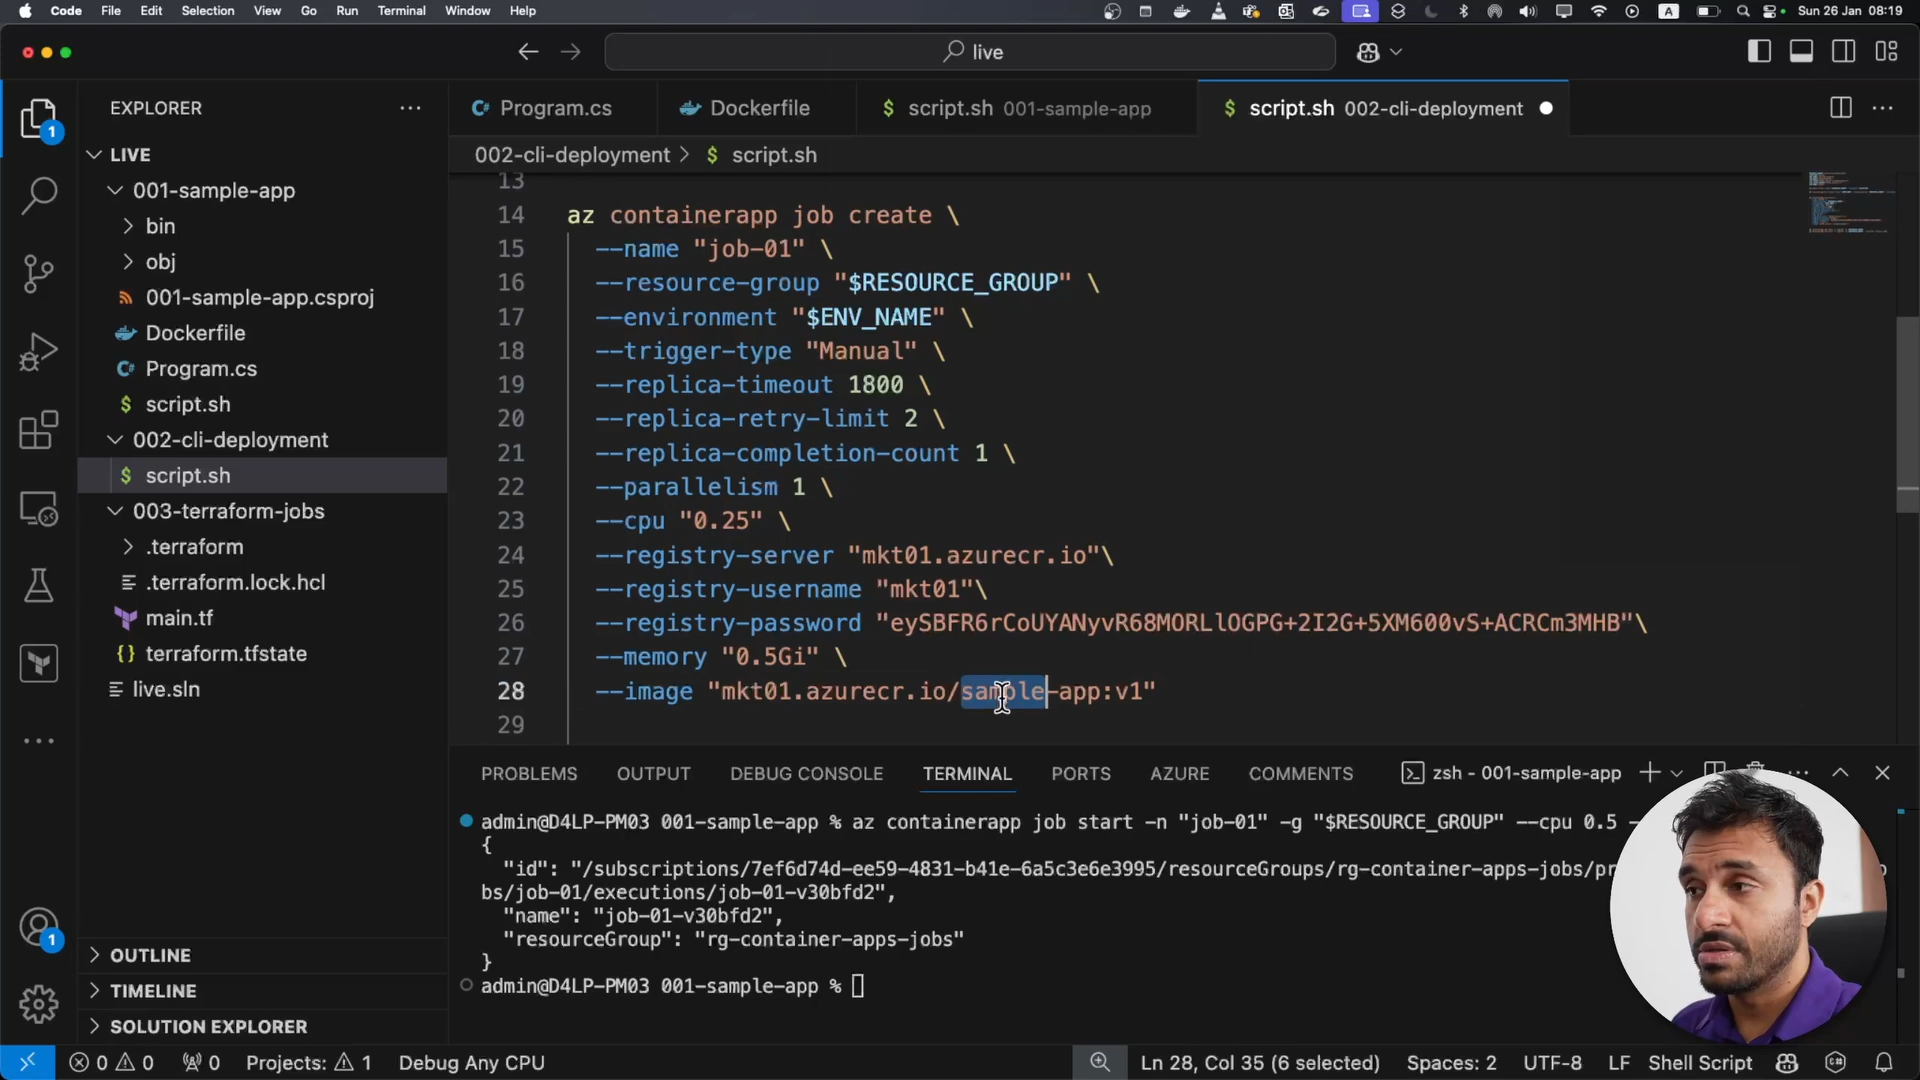 Code File Edit Selection View Go Run Terminal Window Help A Sun 26 Jan 08:19
live
EXPLORER
1
LIVE
001-sample-app
bin
obj
001-sample-app.csproj
Dockerfile
Program.cs
script.sh
002-cli-deployment
script.sh
003-terraform-jobs
.terraform
.terraform.lock.hcl
main.tf
terraform.tfstate
live.sln
1
OUTLINE
TIMELINE
SOLUTION EXPLORER
Program.cs Dockerfile script.sh 001-sample-app script.sh 002-cli-deployment
002-cli-deployment > script.sh
13
14 az containerapp job create \
15 --name "job-01" \
16 --resource-group "$RESOURCE_GROUP" \
17 --environment "$ENV_NAME" \
18 --trigger-type "Manual" \
19 --replica-timeout 1800 \
20 --replica-retry-limit 2 \
21 --replica-completion-count 1 \
22 --parallelism 1 \
23 --cpu "0.25" \
24 --registry-server "mkt01.azurecr.io"\
25 --registry-username "mkt01"\
26 --registry-password "eySBFR6rCoUYANyvR68MORLlOGPG+2I2G+5XM600vS+ACRCm3MHB"\
27 --memory "0.5Gi" \
28 --image "mkt01.azurecr.io/sample-app:v1"
29
PROBLEMS OUTPUT DEBUG CONSOLE TERMINAL PORTS AZURE COMMENTS zsh - 001-sample-app
admin@D4LP-PM03 001-sample-app % az containerapp job start -n "job-01" -g "$RESOURCE_GROUP" --cpu 0.5
{
"id": "/subscriptions/7ef6d74d-ee59-4831-b41e-6a5c3e6e3995/resourceGroups/rg-container-apps-jobs/pr
bs/job-01/executions/job-01-v30bfd2",
"name": "job-01-v30bfd2",
"resourceGroup": "rg-container-apps-jobs"
}
admin@D4LP-PM03 001-sample-app %
0 0 0 Projects: 1 Debug Any CPU Ln 28, Col 35 (6 selected) Spaces: 2 UTF-8 LF Shell Script